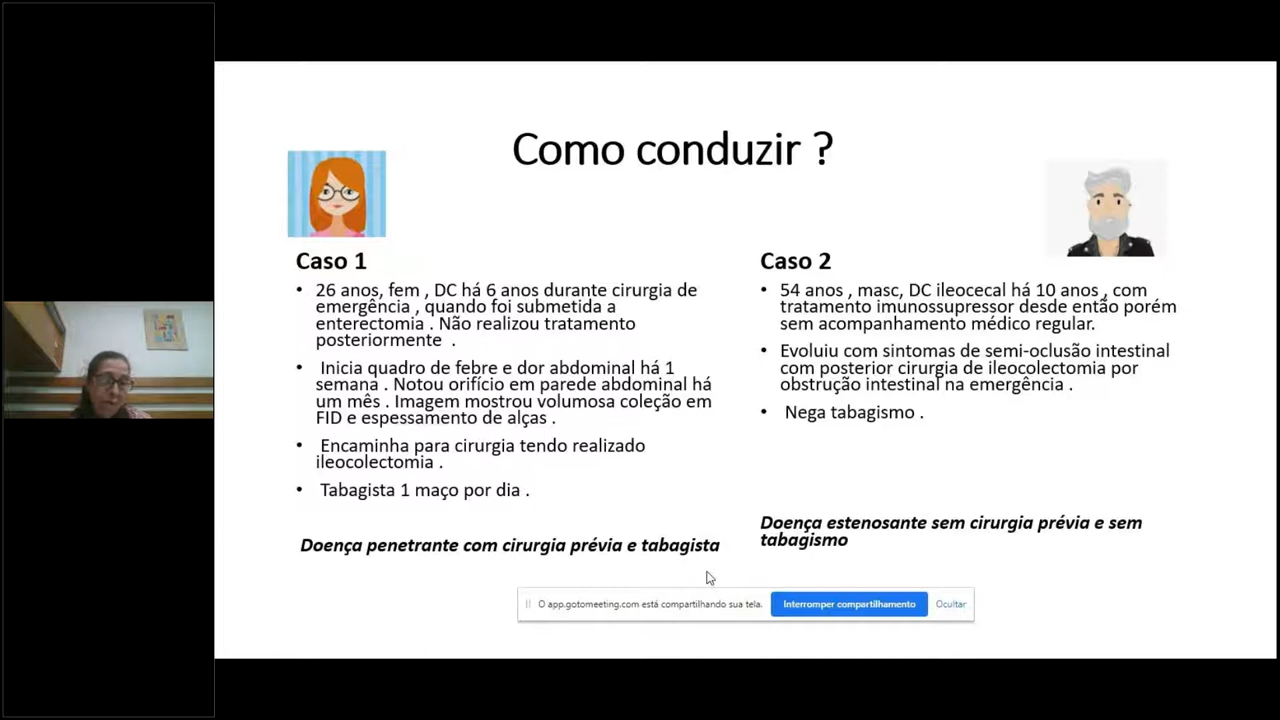 Como conduzir ?
Caso 1
• 26 anos, fem , DC há 6 anos durante cirurgia de
emergência , quando foi submetida a
enterectomia . Não realizou tratamento
posteriormente .
• Inicia quadro de febre e dor abdominal há 1
semana . Notou orifício em parede abdominal há
um mês . Imagem mostrou volumosa coleção em
FID e espessamento de alças .
• Encaminha para cirurgia tendo realizado
ileocolectomia .
• Tabagista 1 maço por dia .
Doença penetrante com cirurgia prévia e tabagista
Caso 2
• 54 anos , masc, DC ileocecal há 10 anos , com
tratamento imunossupressor desde então porém
sem acompanhamento médico regular.
• Evoluiu com sintomas de semi-oclusão intestinal
com posterior cirurgia de ileocolectomia por
obstrução intestinal na emergência .
• Nega tabagismo .
Doença estenosante sem cirurgia prévia e sem
tabagismo
O app.gotomeeting.com está compartilhando sua tela. Interromper compartilhamento Ocultar